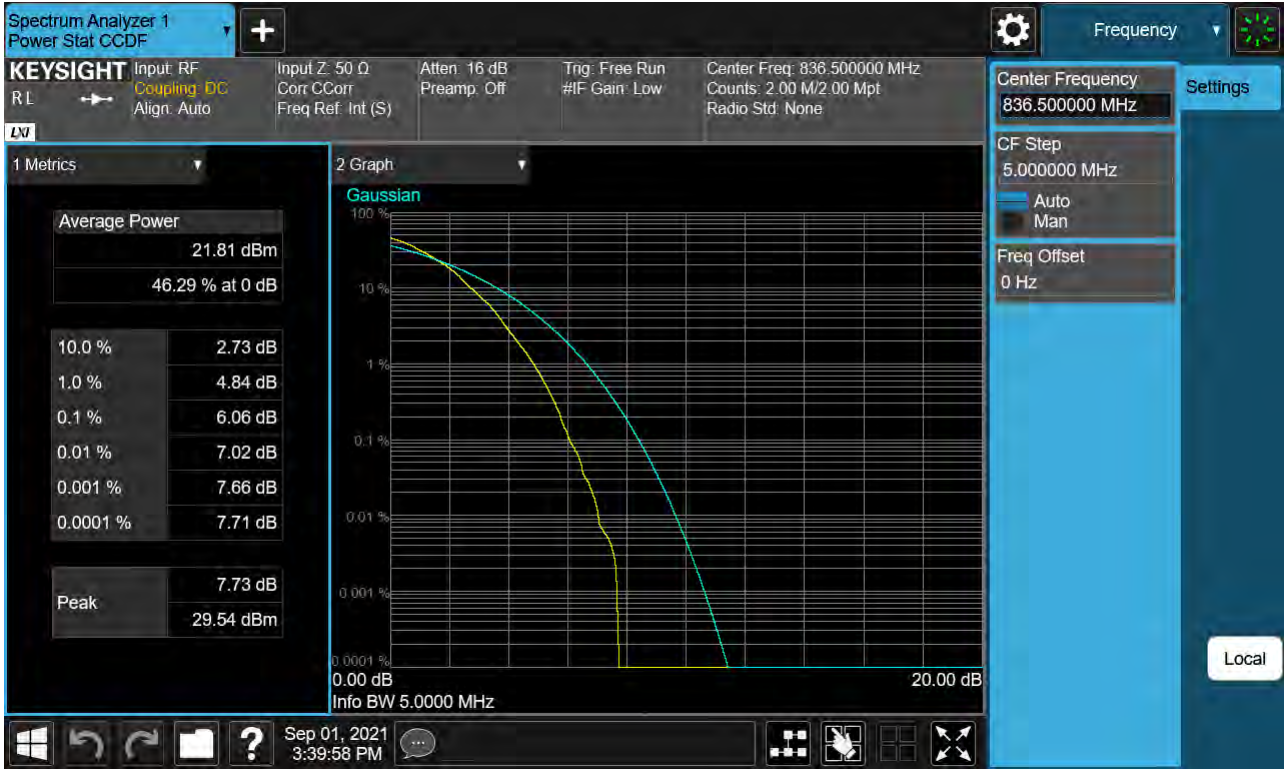 Spectrum Analyzer 1
Power Stat CCDF
Frequency
KEYSIGHT
R L
LXI
Input: RF
Coupling: DC
Align: Auto
Input Z: 50 Ω
Corr CCorr
Freq Ref: Int (S)
Atten: 16 dB
Preamp: Off
Trig: Free Run
#IF Gain: Low
Center Freq: 836.500000 MHz
Counts: 2.00 M/2.00 Mpt
Radio Std: None
Center Frequency
836.500000 MHz
Settings
CF Step
5.000000 MHz
Auto
Man
Freq Offset
0 Hz
1 Metrics
Average Power
21.81 dBm
46.29 % at 0 dB
10.0 % 2.73 dB
1.0 % 4.84 dB
0.1 % 6.06 dB
0.01 % 7.02 dB
0.001 % 7.66 dB
0.0001 % 7.71 dB
Peak
7.73 dB
29.54 dBm
2 Graph
Gaussian
100 %
10 %
1 %
0.1 %
0.01 %
0.001 %
0.0001 %
0.00 dB 20.00 dB
Info BW 5.0000 MHz
Local
?
Sep 01, 2021
3:39:58 PM